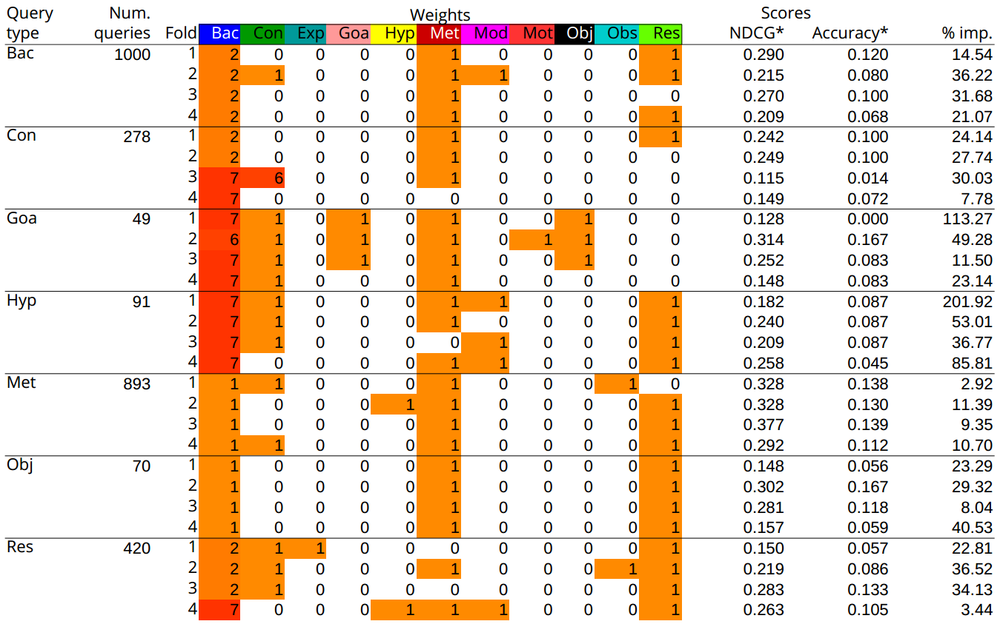 Query Num. Weights Scores
type queries Fold Bac Con Exp Goa Hyp Met Mod Mot Obj Obs Res NDCG* Accuracy* % imp.
Bac 1000 1 2 0 0 0 0 1 0 0 0 0 1 0.290 0.120 14.54
2 2 1 0 0 0 1 1 0 0 0 1 0.215 0.080 36.22
3 2 0 0 0 0 1 0 0 0 0 0 0.270 0.100 31.68
4 2 0 0 0 0 1 0 0 0 0 1 0.209 0.068 21.07
Con 278 1 2 0 0 0 0 1 0 0 0 0 1 0.242 0.100 24.14
2 2 0 0 0 0 1 0 0 0 0 0 0.249 0.100 27.74
3 7 6 0 0 0 1 0 0 0 0 0 0.115 0.014 30.03
4 7 0 0 0 0 0 0 0 0 0 0 0.149 0.072 7.78
Goa 49 1 7 1 0 1 0 1 0 0 1 0 0 0.128 0.000 113.27
2 6 1 0 1 0 1 0 1 1 0 0 0.314 0.167 49.28
3 7 1 0 1 0 1 0 0 1 0 0 0.252 0.083 11.50
4 7 1 0 0 0 1 0 0 0 0 0 0.148 0.083 23.14
Hyp 91 1 7 1 0 0 0 1 1 0 0 0 1 0.182 0.087 201.92
2 7 1 0 0 0 1 0 0 0 0 1 0.240 0.087 53.01
3 7 1 0 0 0 0 1 0 0 0 1 0.209 0.087 36.77
4 7 0 0 0 0 1 1 0 0 0 1 0.258 0.045 85.81
Met 893 1 1 1 0 0 0 1 0 0 0 1 0 0.328 0.138 2.92
2 1 0 0 0 1 1 0 0 0 0 1 0.328 0.130 11.39
3 1 0 0 0 0 1 0 0 0 0 1 0.377 0.139 9.35
4 1 1 0 0 0 1 0 0 0 0 1 0.292 0.112 10.70
Obj 70 1 1 0 0 0 0 1 0 0 0 0 1 0.148 0.056 23.29
2 1 0 0 0 0 1 0 0 0 0 1 0.302 0.167 29.32
3 1 0 0 0 0 1 0 0 0 0 1 0.281 0.118 8.04
4 1 0 0 0 0 1 0 0 0 0 1 0.157 0.059 40.53
Res 420 1 2 1 1 0 0 0 0 0 0 0 1 0.150 0.057 22.81
2 2 1 0 0 0 1 0 0 0 1 1 0.219 0.086 36.52
3 2 1 0 0 0 0 0 0 0 0 1 0.283 0.133 34.13
4 7 0 0 0 1 1 1 0 0 0 1 0.263 0.105 3.44